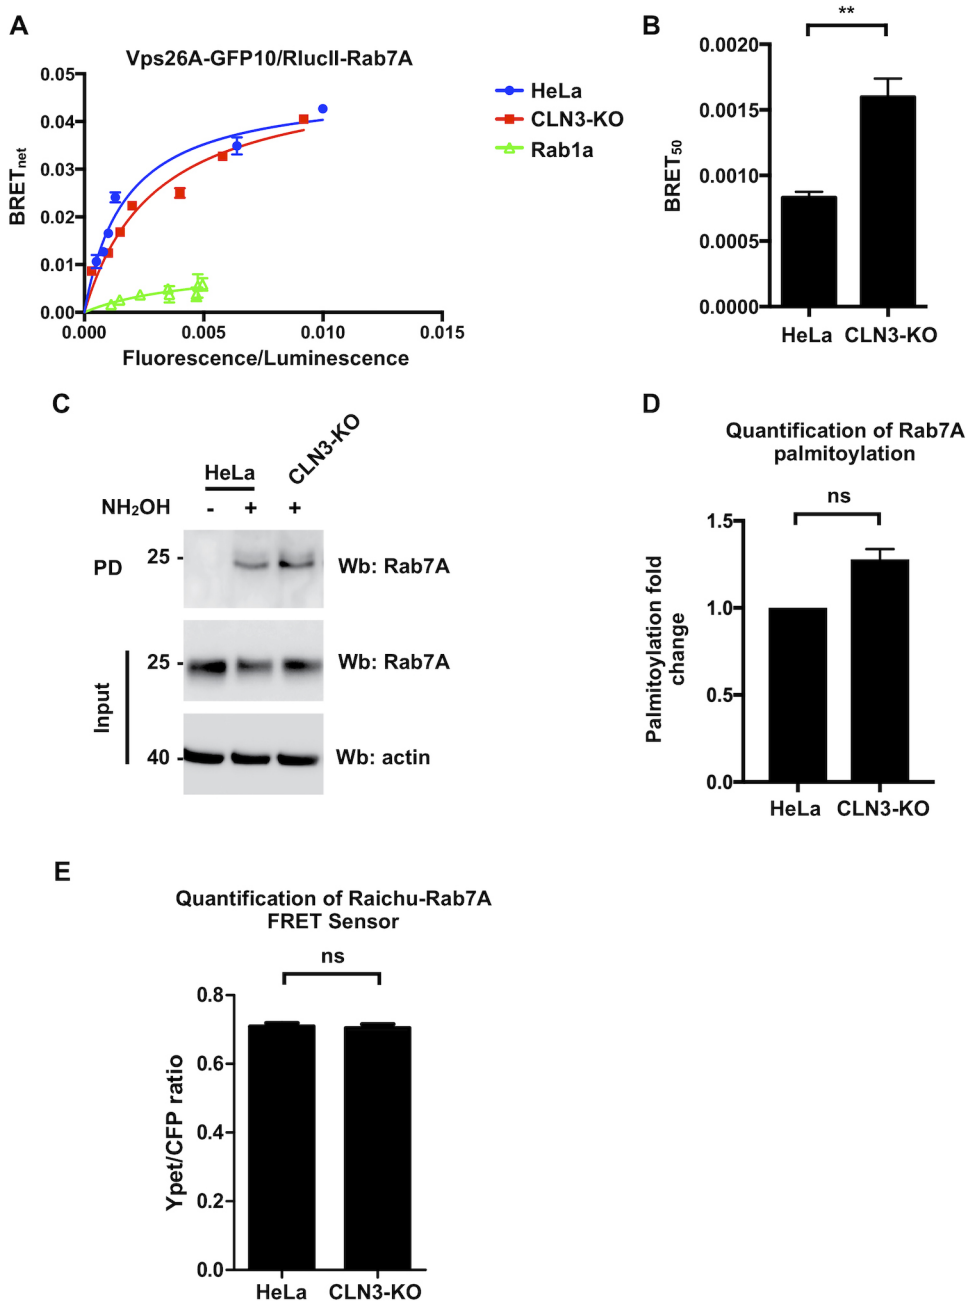 A
Vps26A-GFP10/RlucII-Rab7A
BRETnet
0.05
0.04
0.03
0.02
0.01
0.00
0.000
0.005
0.010
0.015
Fluorescence/Luminescence
HeLa
CLN3-KO
Rab1a
B
**
BRET50
0.0020
0.0015
0.0010
0.0005
0.0000
HeLa
CLN3-KO
C
HeLa
CLN3-KO
NH2OH
- + +
PD
25 -
Wb: Rab7A
Input
25 -
Wb: Rab7A
40 -
Wb: actin
D
Quantification of Rab7A
palmitoylation
ns
Palmitoylation fold
change
1.5
1.0
0.5
0.0
HeLa
CLN3-KO
E
Quantification of Raichu-Rab7A
FRET Sensor
ns
Ypet/CFP ratio
0.8
0.6
0.4
0.2
0.0
HeLa
CLN3-KO